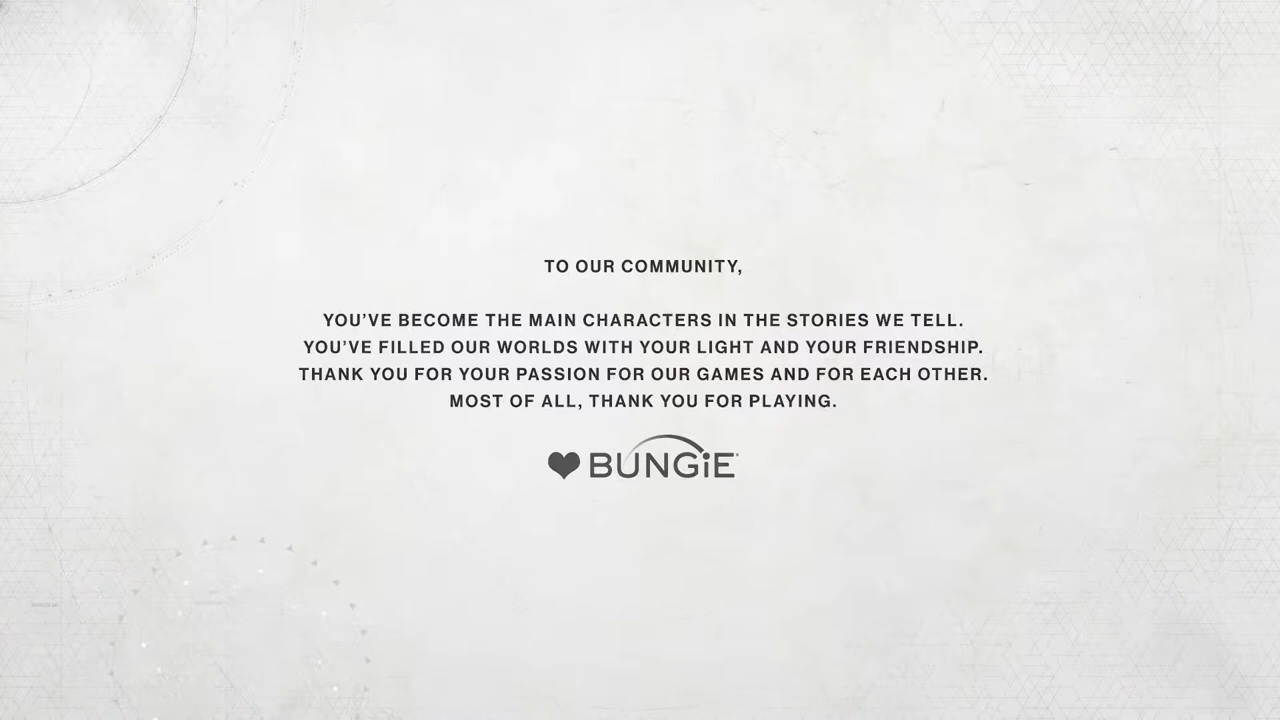 TO OUR COMMUNITY,
YOU’VE BECOME THE MAIN CHARACTERS IN THE STORIES WE TELL.
YOU’VE FILLED OUR WORLDS WITH YOUR LIGHT AND YOUR FRIENDSHIP.
THANK YOU FOR YOUR PASSION FOR OUR GAMES AND FOR EACH OTHER.
MOST OF ALL, THANK YOU FOR PLAYING.
BUNGiE